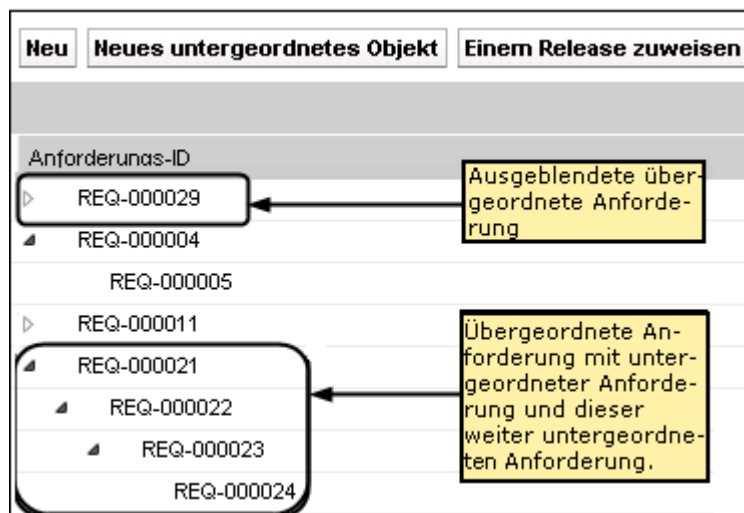 Neu Neues untergeordnetes Objekt Einem Release zuweisen
Anforderungs-ID
REQ-000029
Ausgeblendete über-
geordnete Anforde-
rung
REQ-000004
REQ-000005
REQ-000011
REQ-000021
REQ-000022
REQ-000023
REQ-000024
Übergeordnete An-
forderung mit unter-
geordneter Anforde-
rung und dieser
weiter untergeordne-
ten Anforderung.